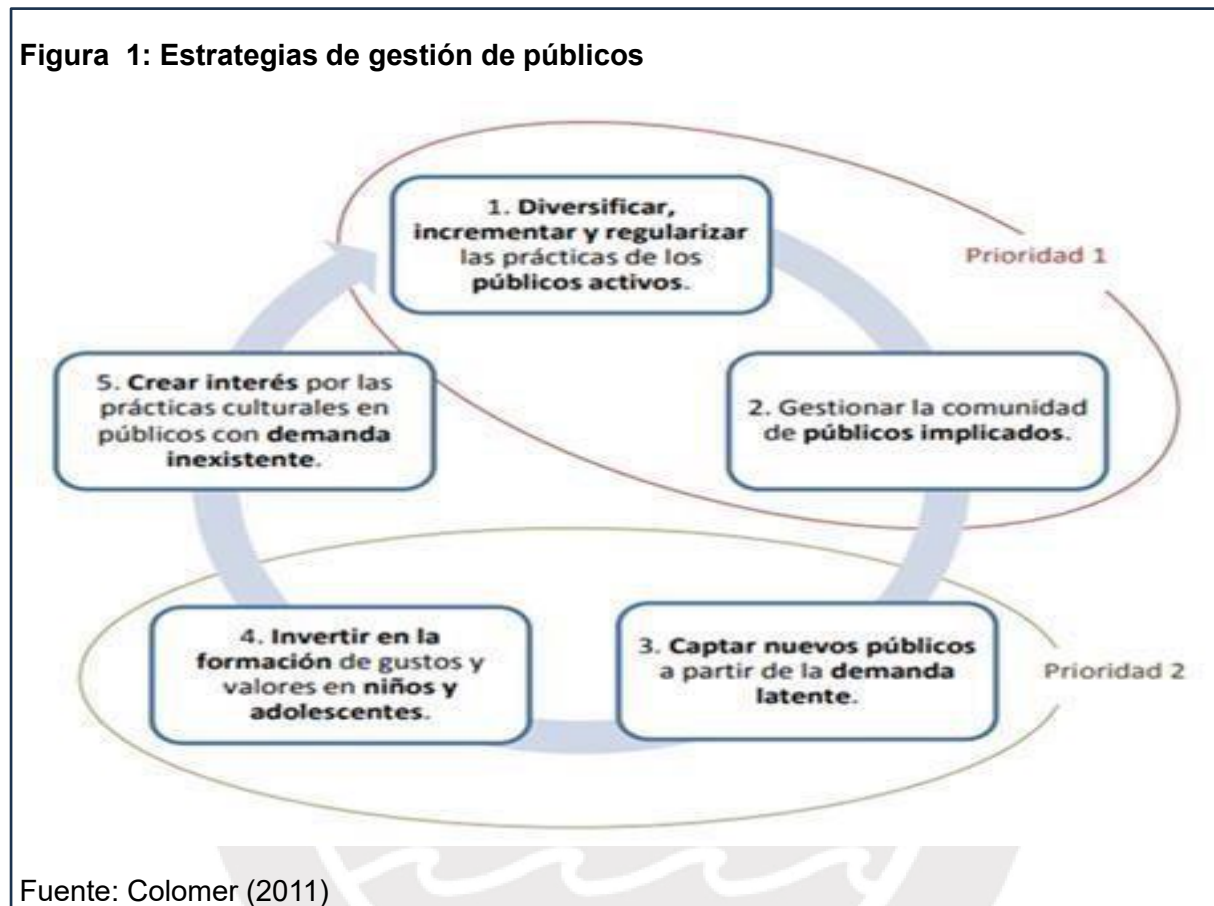 Figura 1: Estrategias de gestión de públicos
1. Diversificar,
incrementar y regularizar
las prácticas de los
públicos activos.
Prioridad 1
2. Gestionar la comunidad
de públicos implicados.
3. Captar nuevos públicos
a partir de la demanda
latente.
Prioridad 2
4. Invertir en la
formación de gustos y
valores en niños y
adolescentes.
5. Crear interés por las
prácticas culturales en
públicos con demanda
inexistente.
Fuente: Colomer (2011)